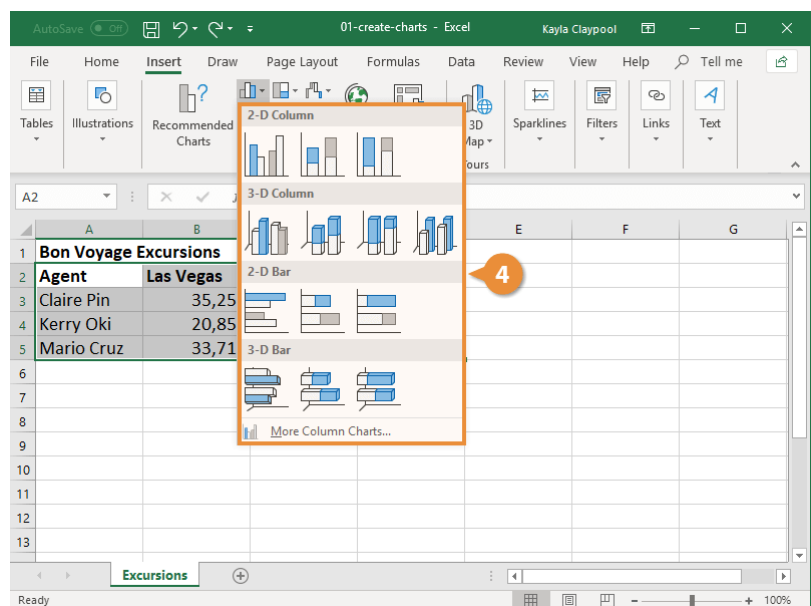 AutoSave Off 01-create-charts - Excel Kayla Claypool
File Home Insert Draw Page Layout Formulas Data Review View Help Tell me
Tables Illustrations Recommended Charts 3D Sparklines Filters Links Text
2-D Column
A2
3-D Column
A B E F G
1 Bon Voyage Excursions
2 Agent Las Vegas
2-D Bar
4
3 Claire Pin 35,25
4 Kerry Oki 20,85
5 Mario Cruz 33,71
3-D Bar
6
7
8
More Column Charts...
9
10
11
12
13
Excursions
Ready 100%